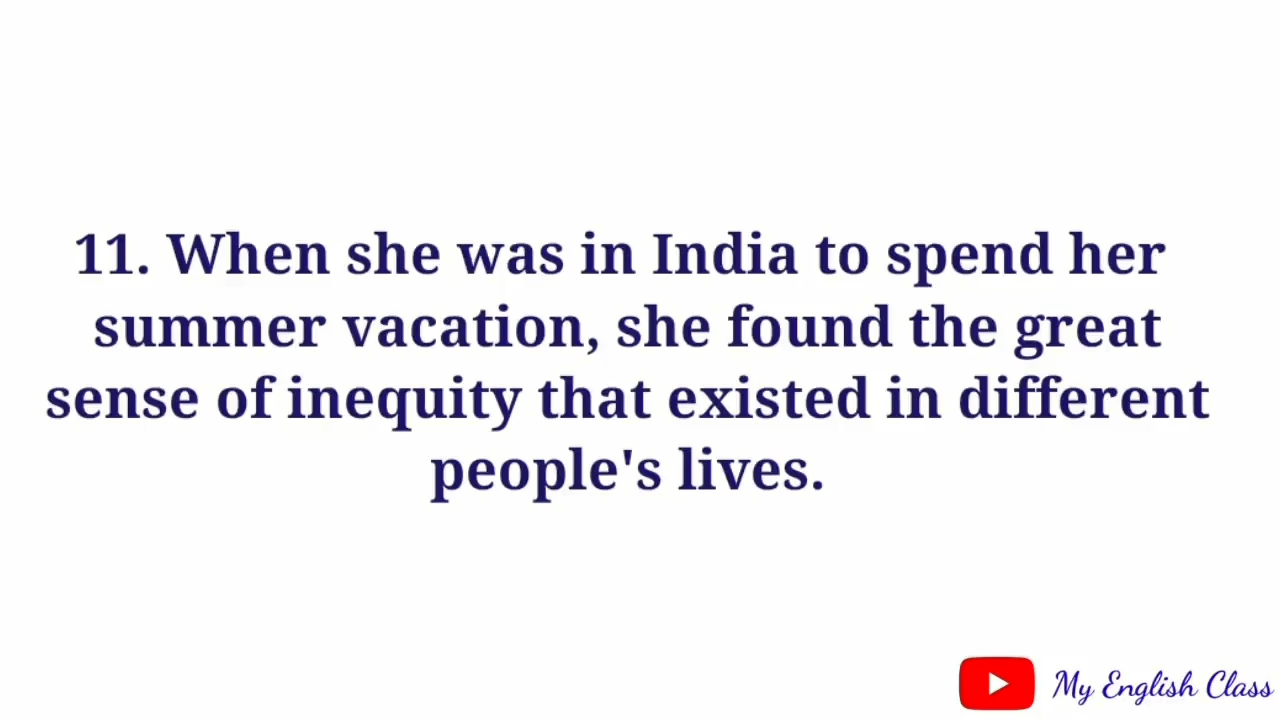 11. When she was in India to spend her
summer vacation, she found the great
sense of inequity that existed in different
people's lives.
My English Class